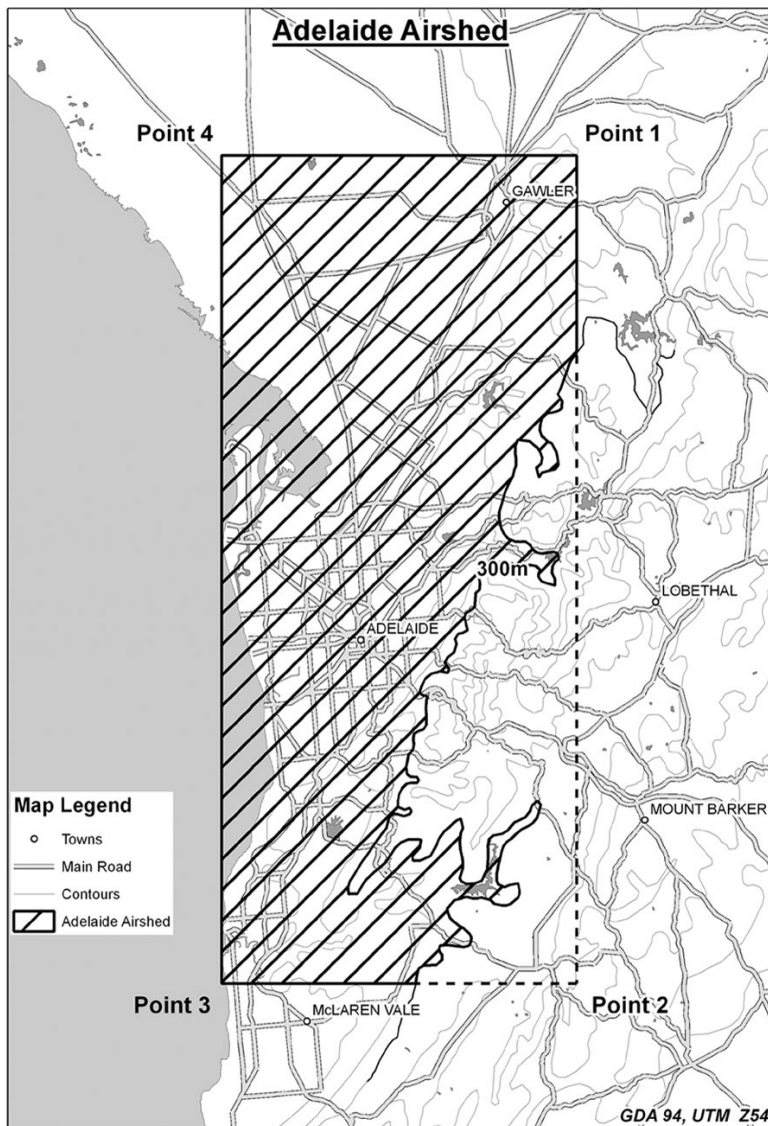 Adelaide Airshed
Point 4
Point 1
GAWLER
300m
LOBETHAL
ADELAIDE
Map Legend
Towns
Main Road
Contours
Adelaide Airshed
MOUNT BARKER
Point 3
Point 2
McLAREN VALE
GDA 94, UTM Z54